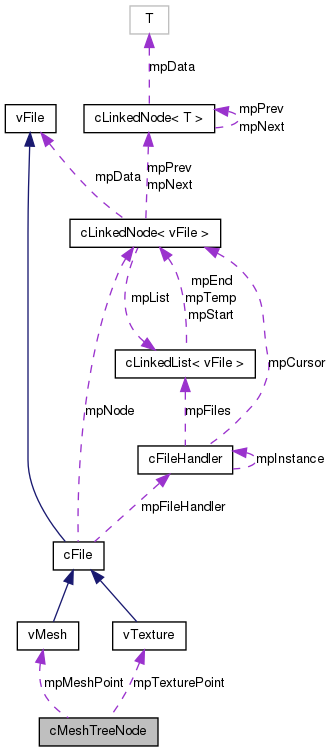 T
mpData
vFile
cLinkedNode< T >
mpPrev
mpNext
mpData
mpPrev
mpNext
cLinkedNode< vFile >
mpList
mpEnd
mpTemp
mpStart
cLinkedList< vFile >
mpCursor
mpNode
mpFiles
cFileHandler
mpInstance
mpFileHandler
cFile
vMesh
vTexture
mpMeshPoint
mpTexturePoint
cMeshTreeNode